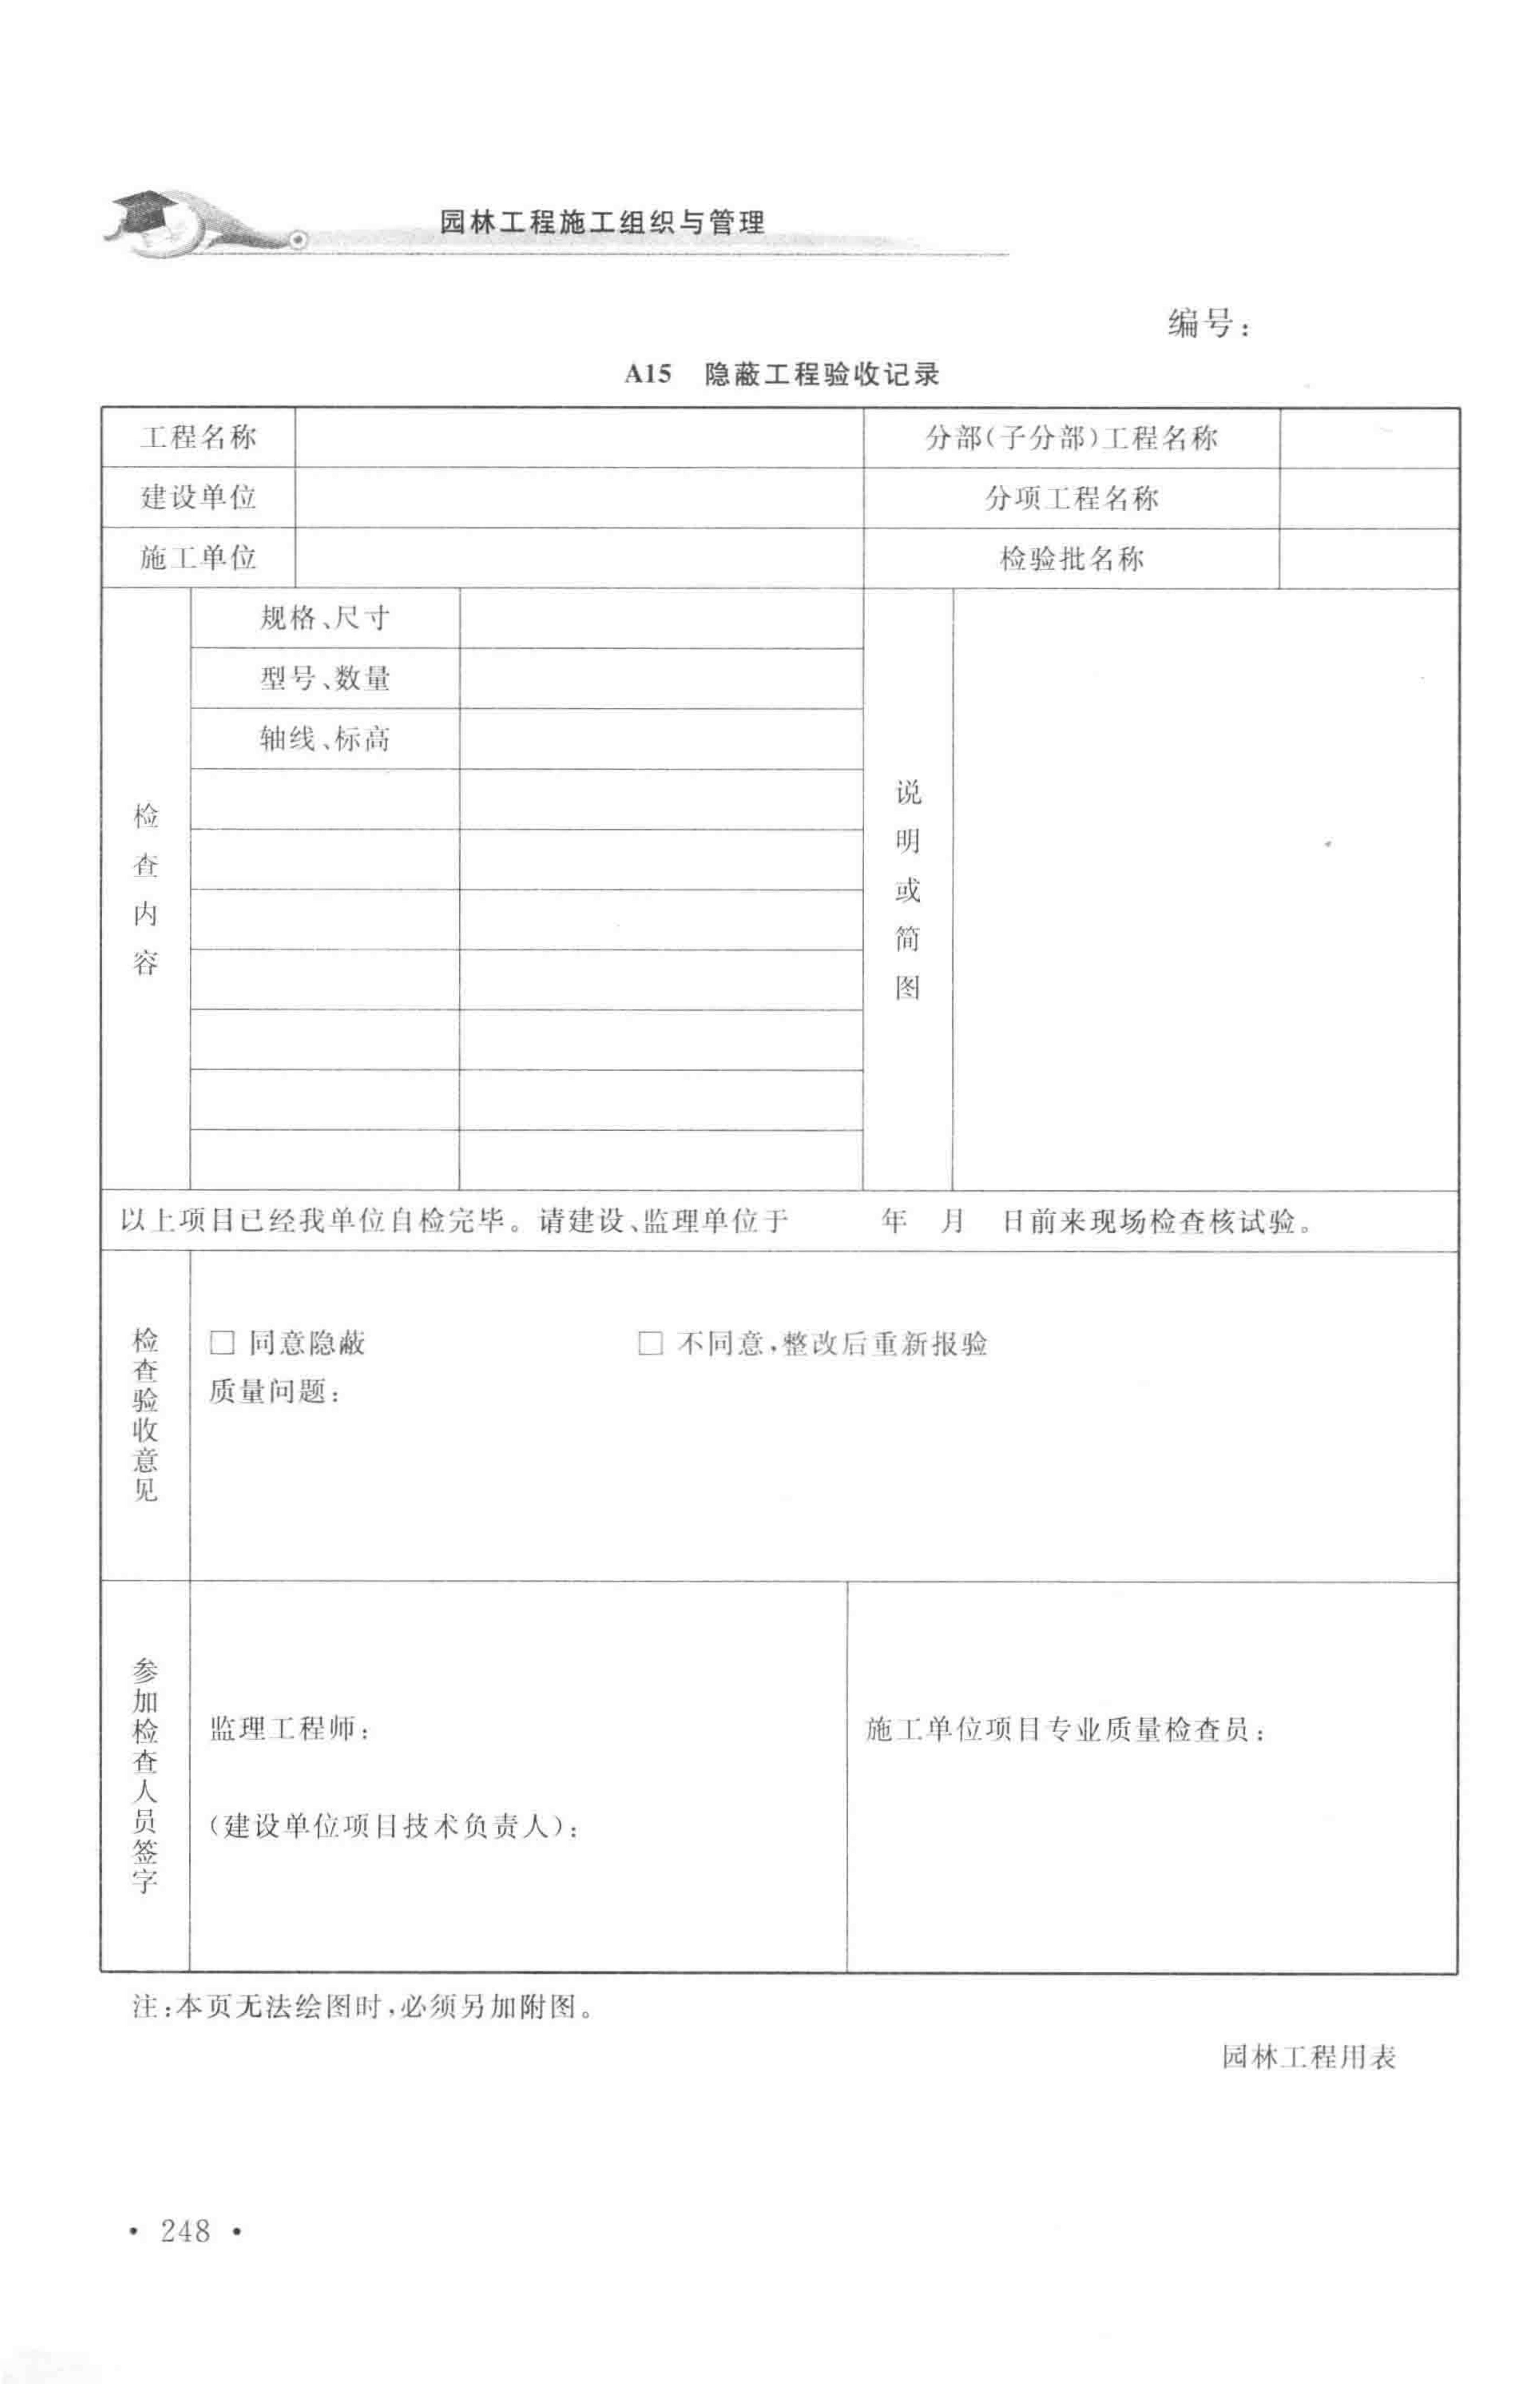 园林工程施工组织与管理
编号：
A15 隐蔽工程验收记录
工程名称 分部(子分部)工程名称
建设单位 分项工程名称
施工单位 检验批名称
检查内容
规格、尺寸
型号、数量
轴线、标高
说明或简图
以上项目已经我单位自检完毕。请建设、监理单位于 年 月 日前来现场检查核试验。
检查验收意见
□ 同意隐蔽 □ 不同意,整改后重新报验
质量问题：
参加检查人员签字
监理工程师： 施工单位项目专业质量检查员：
(建设单位项目技术负责人)：
注:本页无法绘图时,必须另加附图。
园林工程用表
• 248 •